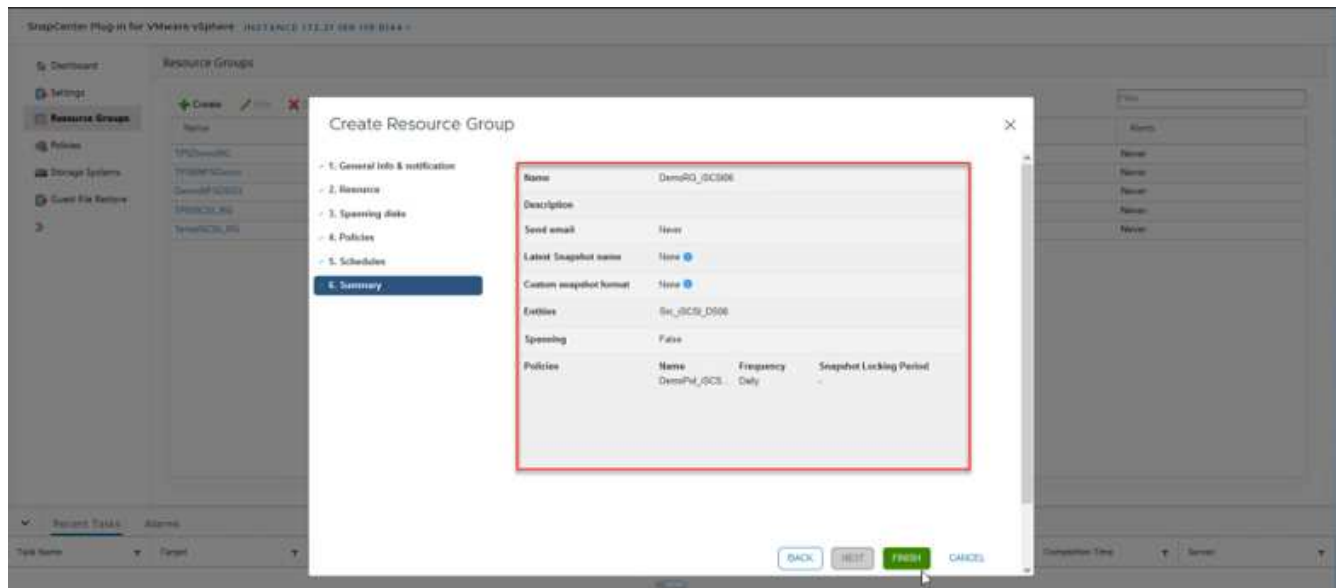 SnapCenter Plug-in for VMware vSphere
Dashboard
Settings
Resource Groups
Policies
Storage Systems
Guest File Restore
Resource Groups
Create
Name
Alerts
Never
Never
Never
Never
Never
Create Resource Group
1. General info & notification
2. Resource
3. Spanning disks
4. Policies
5. Schedules
6. Summary
Name DemoRG_iSCSI06
Description
Send email Never
Latest Snapshot name None
Custom snapshot format None
Entities Src_iSCSI_DS06
Spanning False
Policies Name Frequency Snapshot Locking Period
DemoPol_iSCS... Daily -
BACK NEXT FINISH CANCEL
Recent Tasks Alarms
Task Name Target Completion Time Server